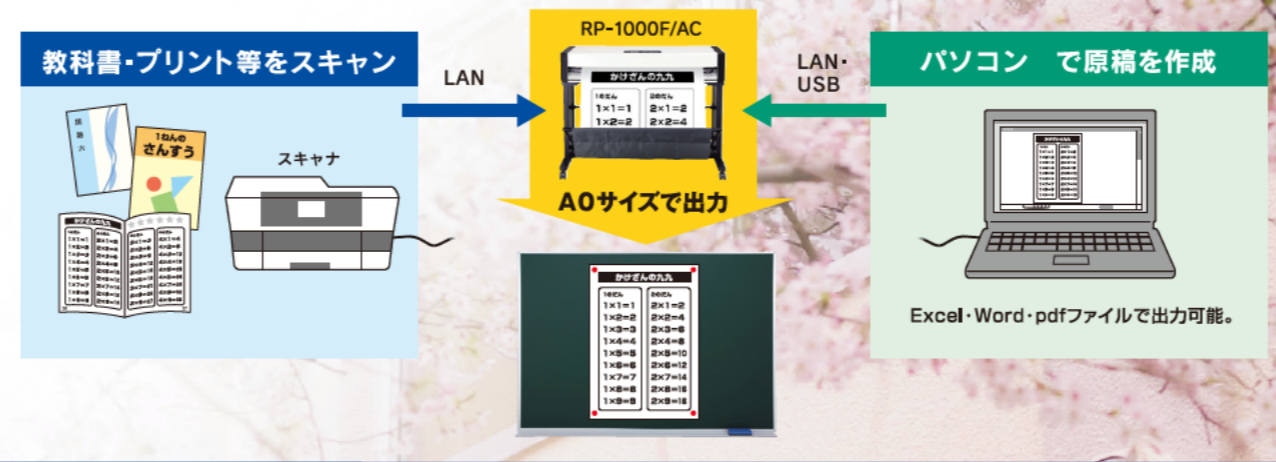 教科書・プリント等をスキャン
スキャナ
1ねんの
さんすう
かけざんの九九
LAN
RP-1000F/AC
かけざんの九九
1のだん 2のだん
1×1=1 2×1=2
1×2=2 2×2=4
A0サイズで出力
LAN・
USB
パソコン で原稿を作成
Excel・Word・pdfファイルで出力可能。
かけざんの九九
1のだん 2のだん
1×1=1 2×1=2
1×2=2 2×2=4
1×3=3 2×3=6
1×4=4 2×4=8
1×5=5 2×5=10
1×6=6 2×6=12
1×7=7 2×7=14
1×8=8 2×8=16
1×9=9 2×9=18